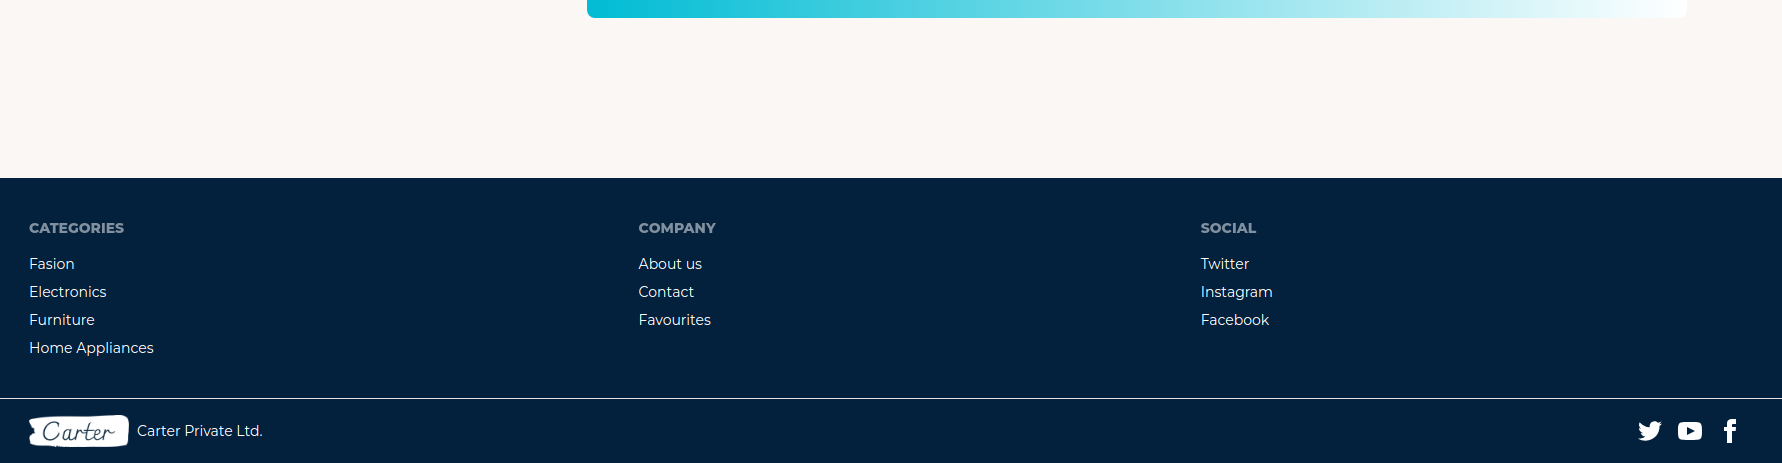 CATEGORIES
Fasion
Electronics
Furniture
Home Appliances
COMPANY
About us
Contact
Favourites
SOCIAL
Twitter
Instagram
Facebook
Carter
Carter Private Ltd.